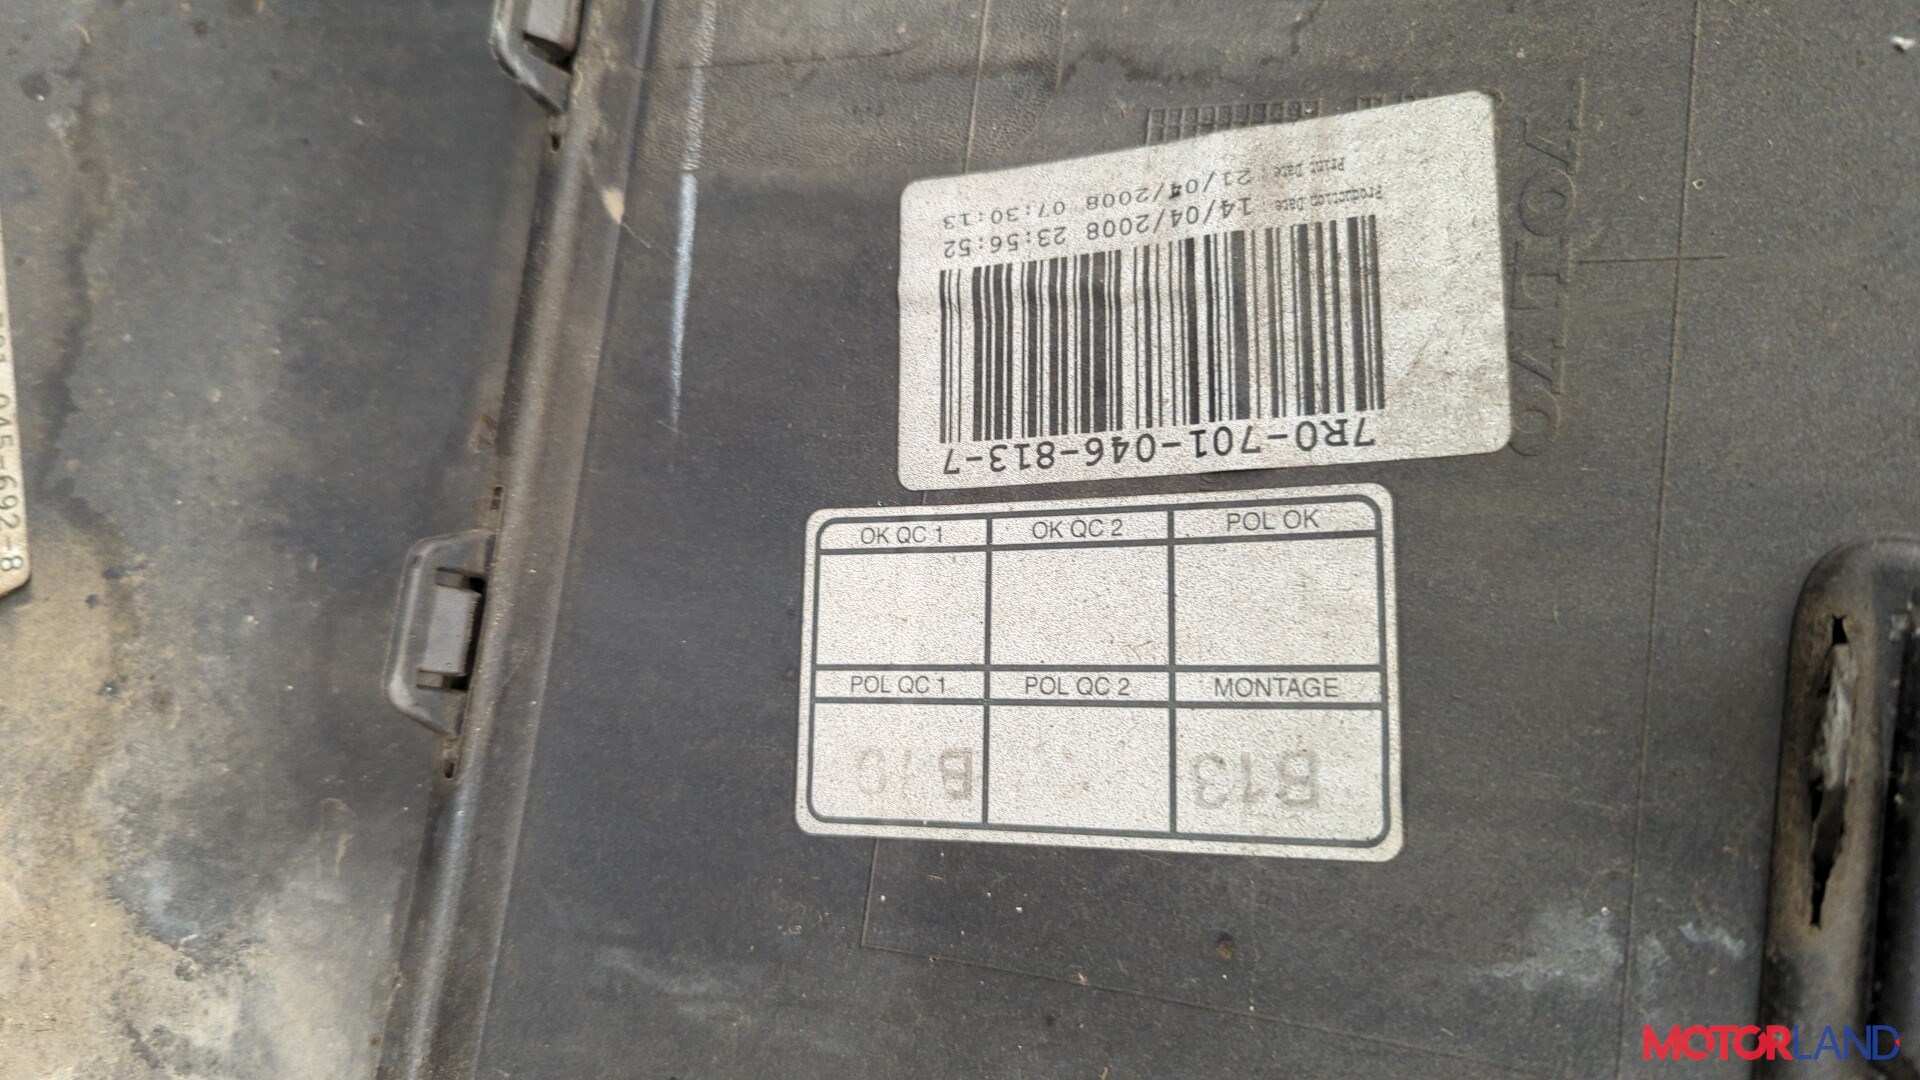 Print Date 21/04/2008 07:30:13
Production Date 14/04/2008 23:56:52
7R0-701-046-813-7
VOLVO
OK QC 1 OK QC 2 POL OK
POL QC 1 POL QC 2 MONTAGE
B10 B13
045-692-8
MOTORLAND